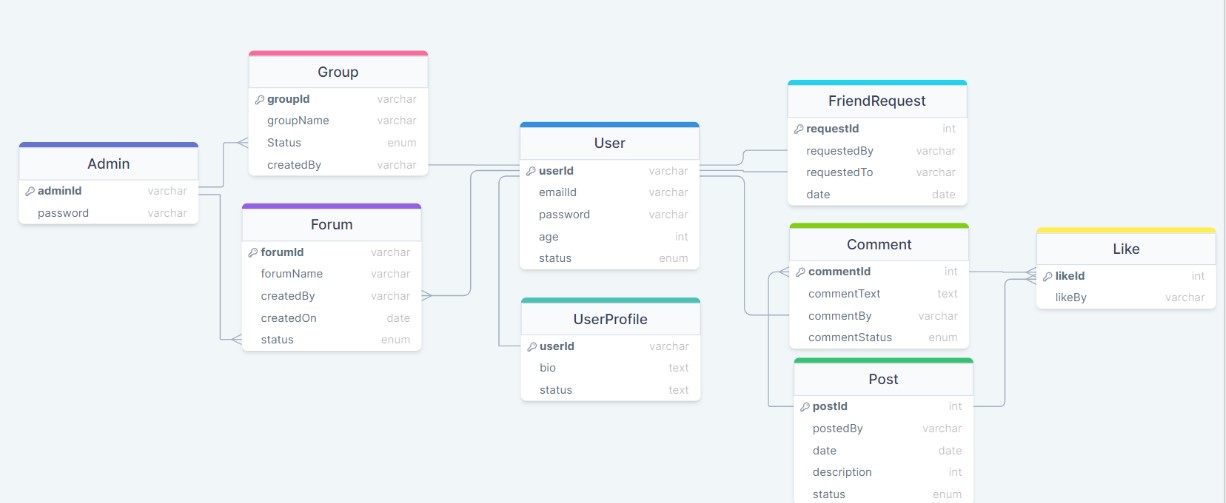 Group
groupId varchar
groupName varchar
Status enum
createdBy varchar
Admin
adminId varchar
password varchar
Forum
forumId varchar
forumName varchar
createdBy varchar
createdOn date
status enum
User
userId varchar
emailId varchar
password varchar
age int
status enum
UserProfile
userId varchar
bio text
status text
FriendRequest
requestId int
requestedBy varchar
requestedTo varchar
date date
Comment
commentId int
commentText text
commentBy varchar
commentStatus enum
Like
likeId int
likeBy varchar
Post
postId int
postedBy varchar
date date
description int
status enum